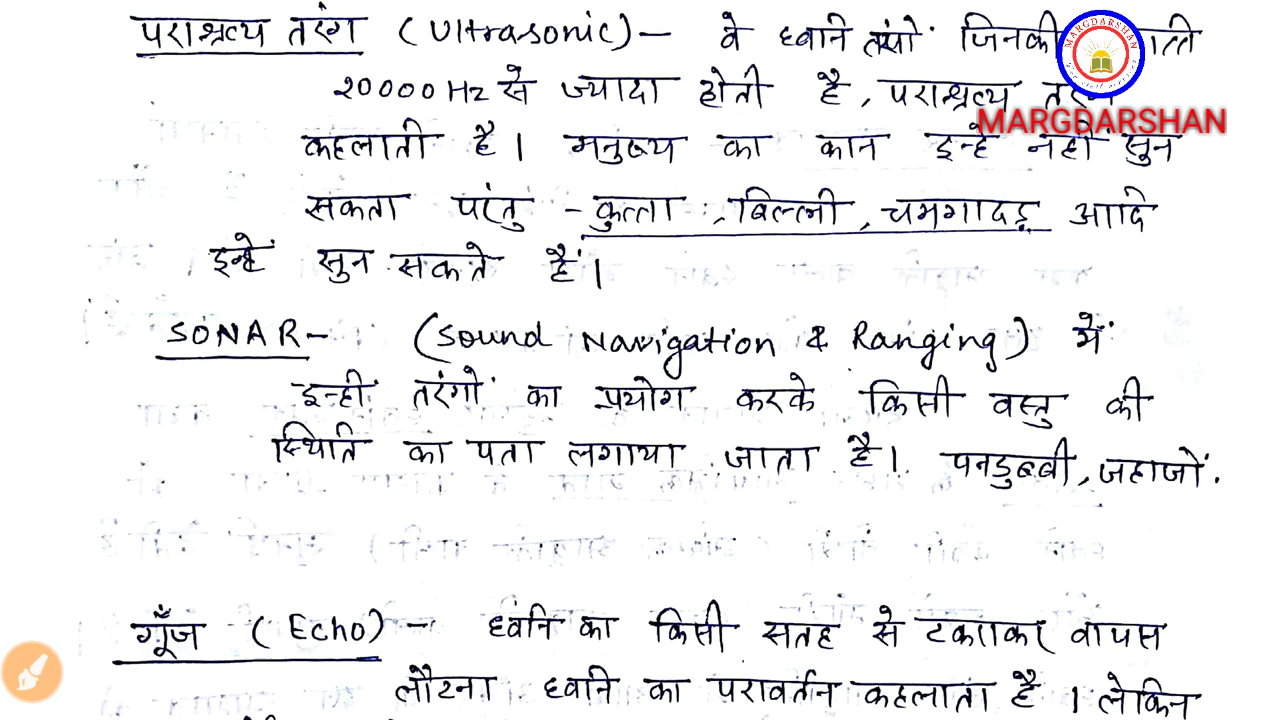 पराश्रव्य तरंग (Ultrasonic) – वे ध्वनि तरंगे जिनकी
20000 Hz से ज्यादा होती है, पराश्रव्य
कहलाती है। मनुष्य का कान इन्हे नही सुन
सकता परंतु - कुत्ता, बिल्ली, चमगादड़ आदि
इन्हें सुन सकते हैं।
SONAR – (Sound Navigation & Ranging) में
इन्ही तरंगों का प्रयोग करके किसी वस्तु की
स्थिति का पता लगाया जाता है। पनडुब्बी, जहाजों.
गूँज (Echo) – ध्वनि का किसी सतह से टकराकर वापस
लौटना ध्वनि का परावर्तन कहलाता है। लेकिन
MARGDARSHAN
MARGDARSHAN